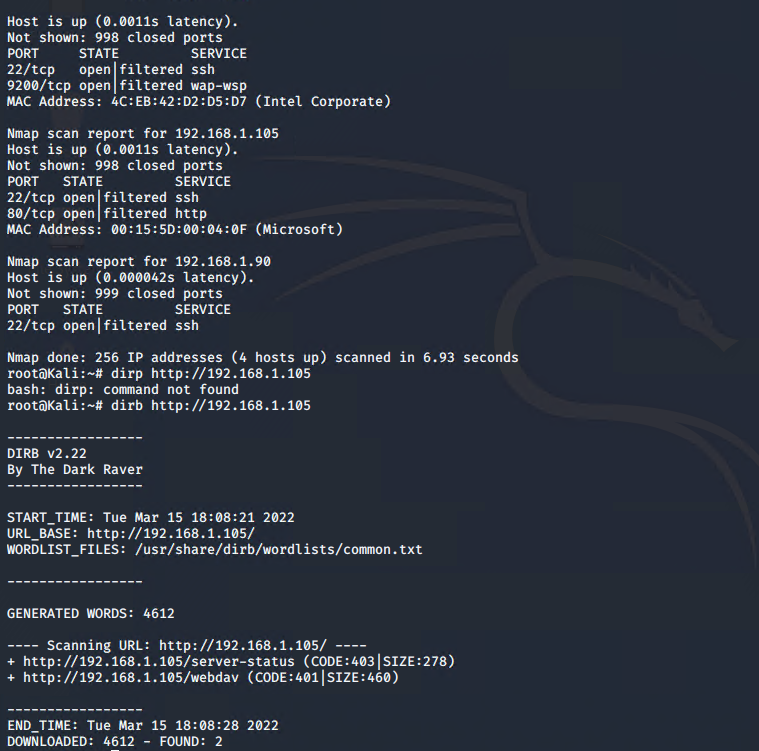 Host is up (0.0011s latency).
Not shown: 998 closed ports
PORT     STATE         SERVICE
22/tcp   open|filtered ssh
9200/tcp open|filtered wap-wsp
MAC Address: 4C:EB:42:D2:D5:D7 (Intel Corporate)

Nmap scan report for 192.168.1.105
Host is up (0.0011s latency).
Not shown: 998 closed ports
PORT   STATE         SERVICE
22/tcp open|filtered ssh
80/tcp open|filtered http
MAC Address: 00:15:5D:00:04:0F (Microsoft)

Nmap scan report for 192.168.1.90
Host is up (0.000042s latency).
Not shown: 999 closed ports
PORT   STATE         SERVICE
22/tcp open|filtered ssh

Nmap done: 256 IP addresses (4 hosts up) scanned in 6.93 seconds
root@Kali:~# dirp http://192.168.1.105
bash: dirp: command not found
root@Kali:~# dirb http://192.168.1.105

-----------------
DIRB v2.22
By The Dark Raver
-----------------

START_TIME: Tue Mar 15 18:08:21 2022
URL_BASE: http://192.168.1.105/
WORDLIST_FILES: /usr/share/dirb/wordlists/common.txt

-----------------

GENERATED WORDS: 4612

---- Scanning URL: http://192.168.1.105/ ----
+ http://192.168.1.105/server-status (CODE:403|SIZE:278)
+ http://192.168.1.105/webdav (CODE:401|SIZE:460)

-----------------
END_TIME: Tue Mar 15 18:08:28 2022
DOWNLOADED: 4612 - FOUND: 2